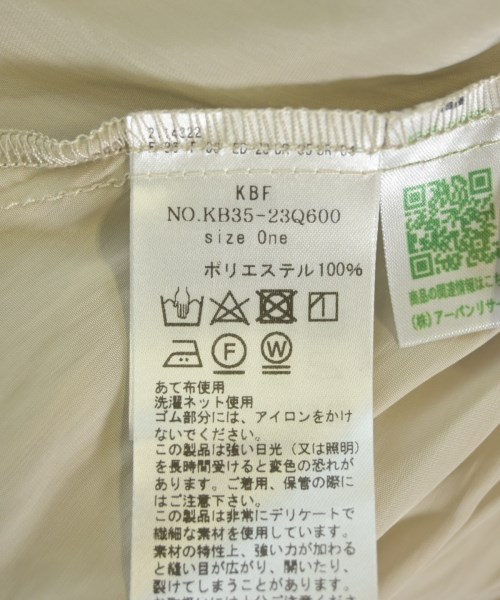 2114322
KBF
NO.KB35-23Q600
size One
ポリエステル100%
F
W
あて布使用
洗濯ネット使用
ゴム部分には、アイロンをかけ
ないでください。
この製品は強い日光（又は照明）
を長時間受けると変色の恐れが
あります。ご着用、保管の際に
はご注意下さい。
この製品は非常にデリケートで
繊細な素材を使用しています。
素材の特性上、強い力が加わる
と縫い目が広がり、開いたり、
裂けてしまうことがあります。
商品の関連情報はこち
(株)アーバンリサー